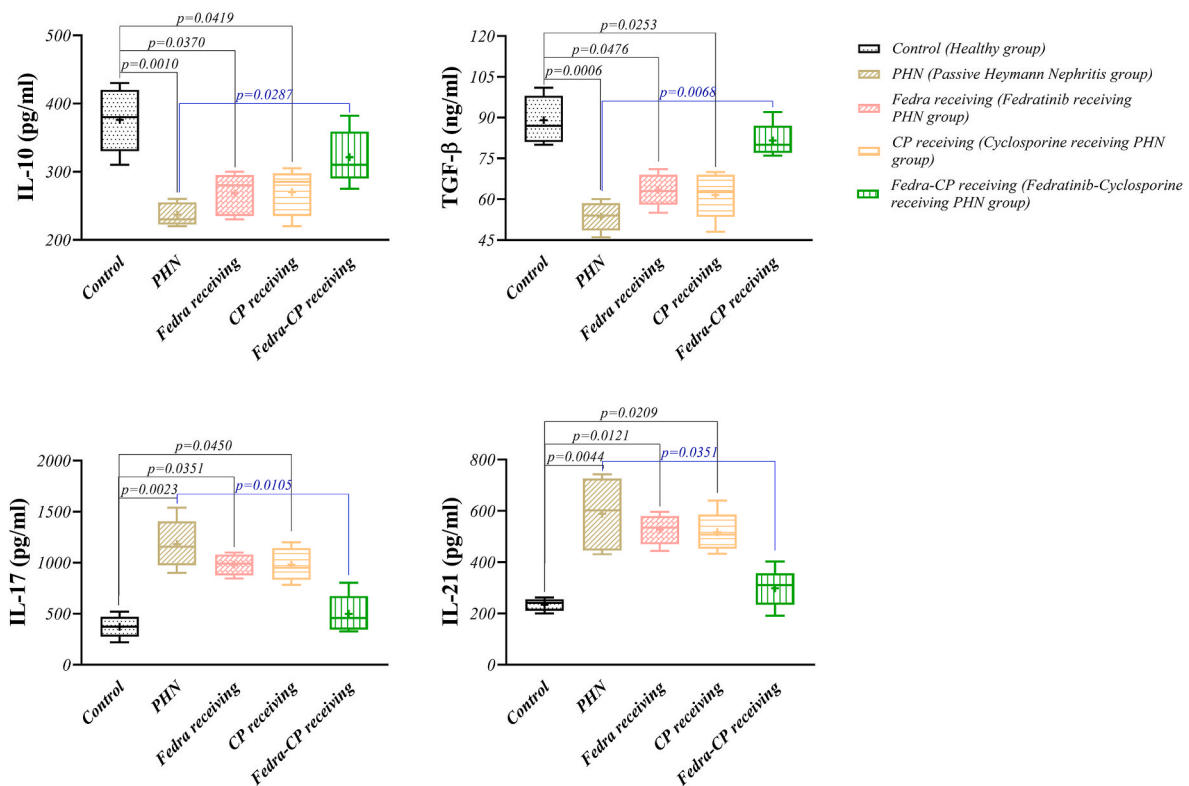 p=0.0419
p=0.0370
p=0.0010
p=0.0287
500
400
300
200
IL-10 (pg/ml)
Control
PHN
Fedra receiving
CP receiving
Fedra-CP receiving
p=0.0253
p=0.0476
p=0.0006
p=0.0068
120
105
90
75
60
45
TGF-β (ng/ml)
Control
PHN
Fedra receiving
CP receiving
Fedra-CP receiving
Control (Healthy group)
PHN (Passive Heymann Nephritis group)
Fedra receiving (Fedratinib receiving
PHN group)
CP receiving (Cyclosporine receiving PHN
group)
Fedra-CP receiving (Fedratinib-Cyclosporine
receiving PHN group)
p=0.0450
p=0.0351
p=0.0023
p=0.0105
2000
1500
1000
500
0
IL-17 (pg/ml)
Control
PHN
Fedra receiving
CP receiving
Fedra-CP receiving
p=0.0209
p=0.0121
p=0.0044
p=0.0351
800
600
400
200
0
IL-21 (pg/ml)
Control
PHN
Fedra receiving
CP receiving
Fedra-CP receiving